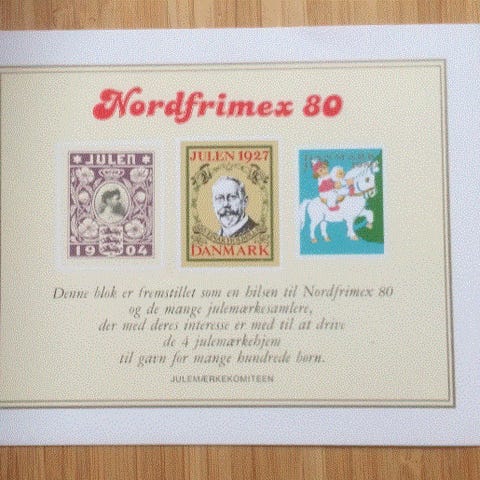 Nordfrimex 80
JULEN
1904
JULEN 1927
DANMARK
DANMARK
Denne blok er fremstillet som en hilsen til Nordfrimex 80
og de mange julemærkesamlere,
der med deres interesse er med til at drive
de 4 julemærkehjem
til gavn for mange hundrede børn.
JULEMÆRKEKOMITEEN